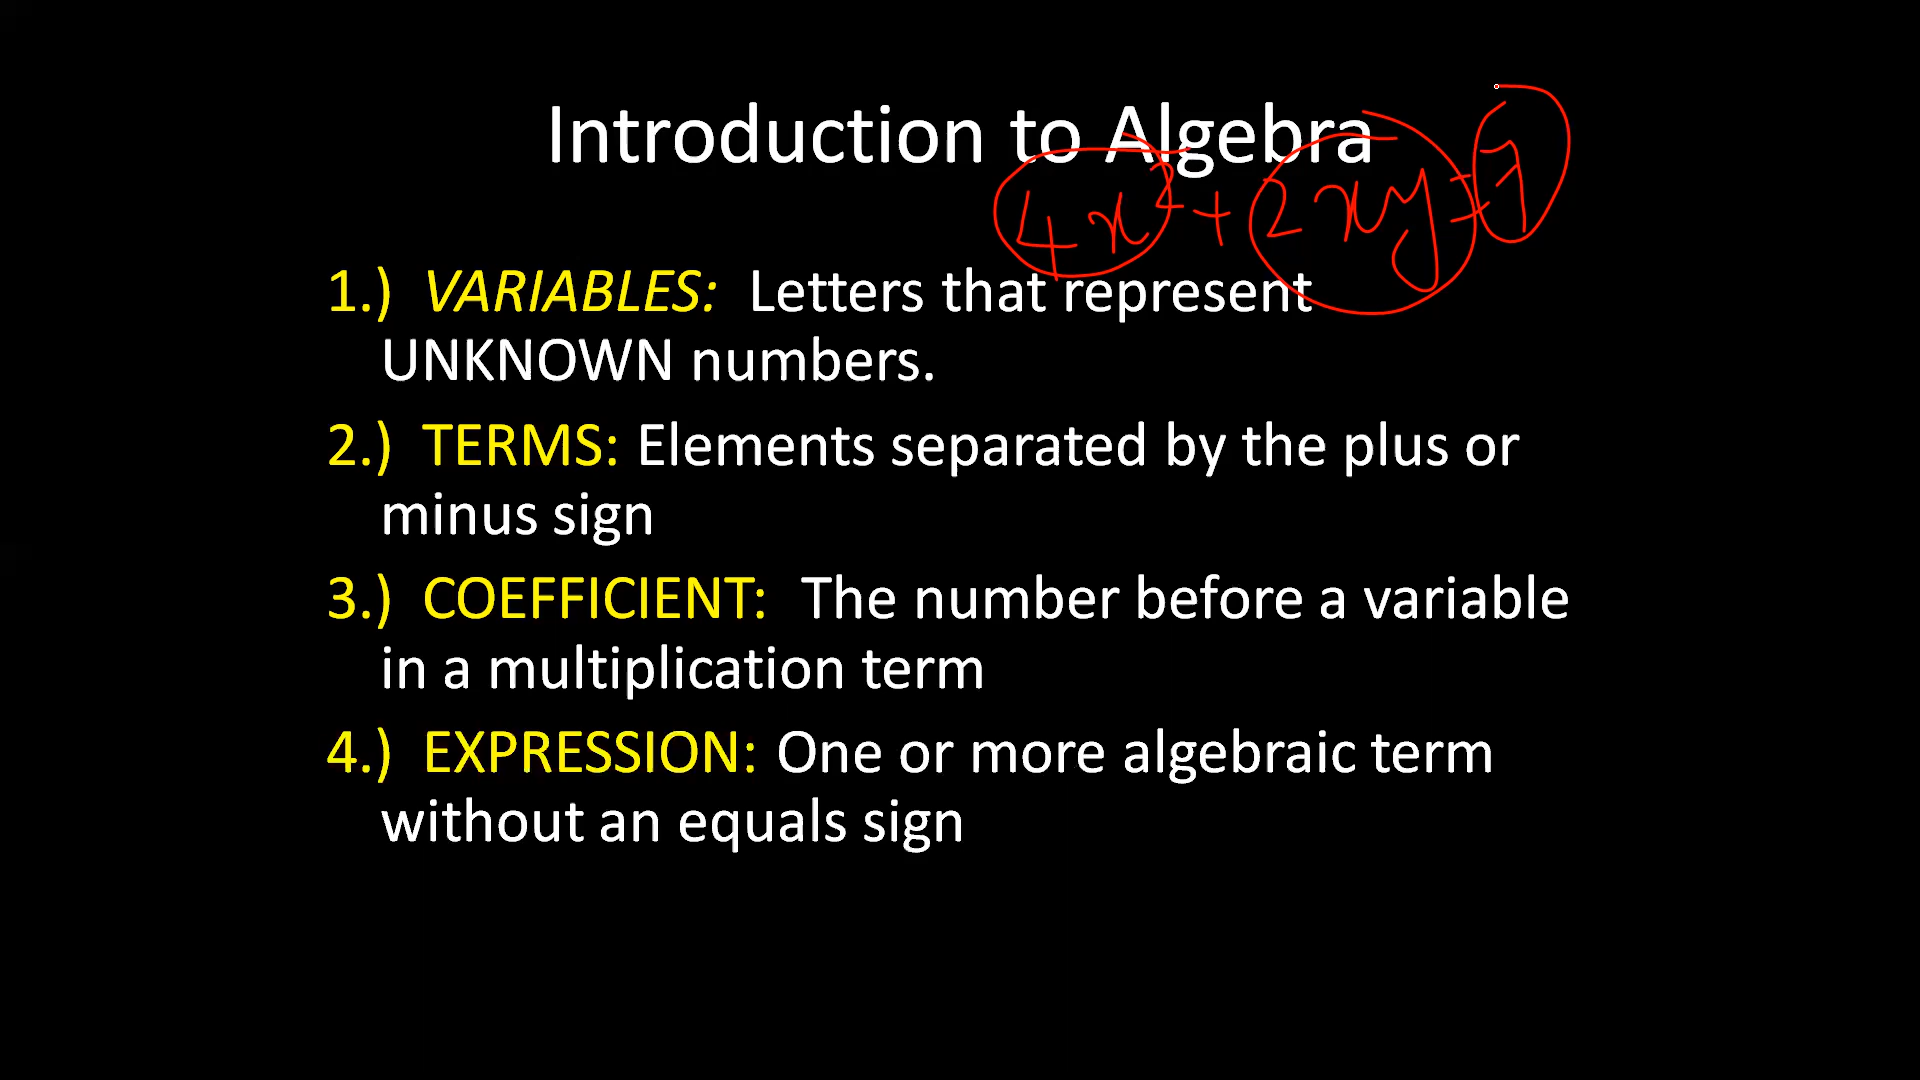 Introduction to Algebra
4x² + 2xy = 7
1.) VARIABLES: Letters that represent
UNKNOWN numbers.
2.) TERMS: Elements separated by the plus or
minus sign
3.) COEFFICIENT: The number before a variable
in a multiplication term
4.) EXPRESSION: One or more algebraic term
without an equals sign